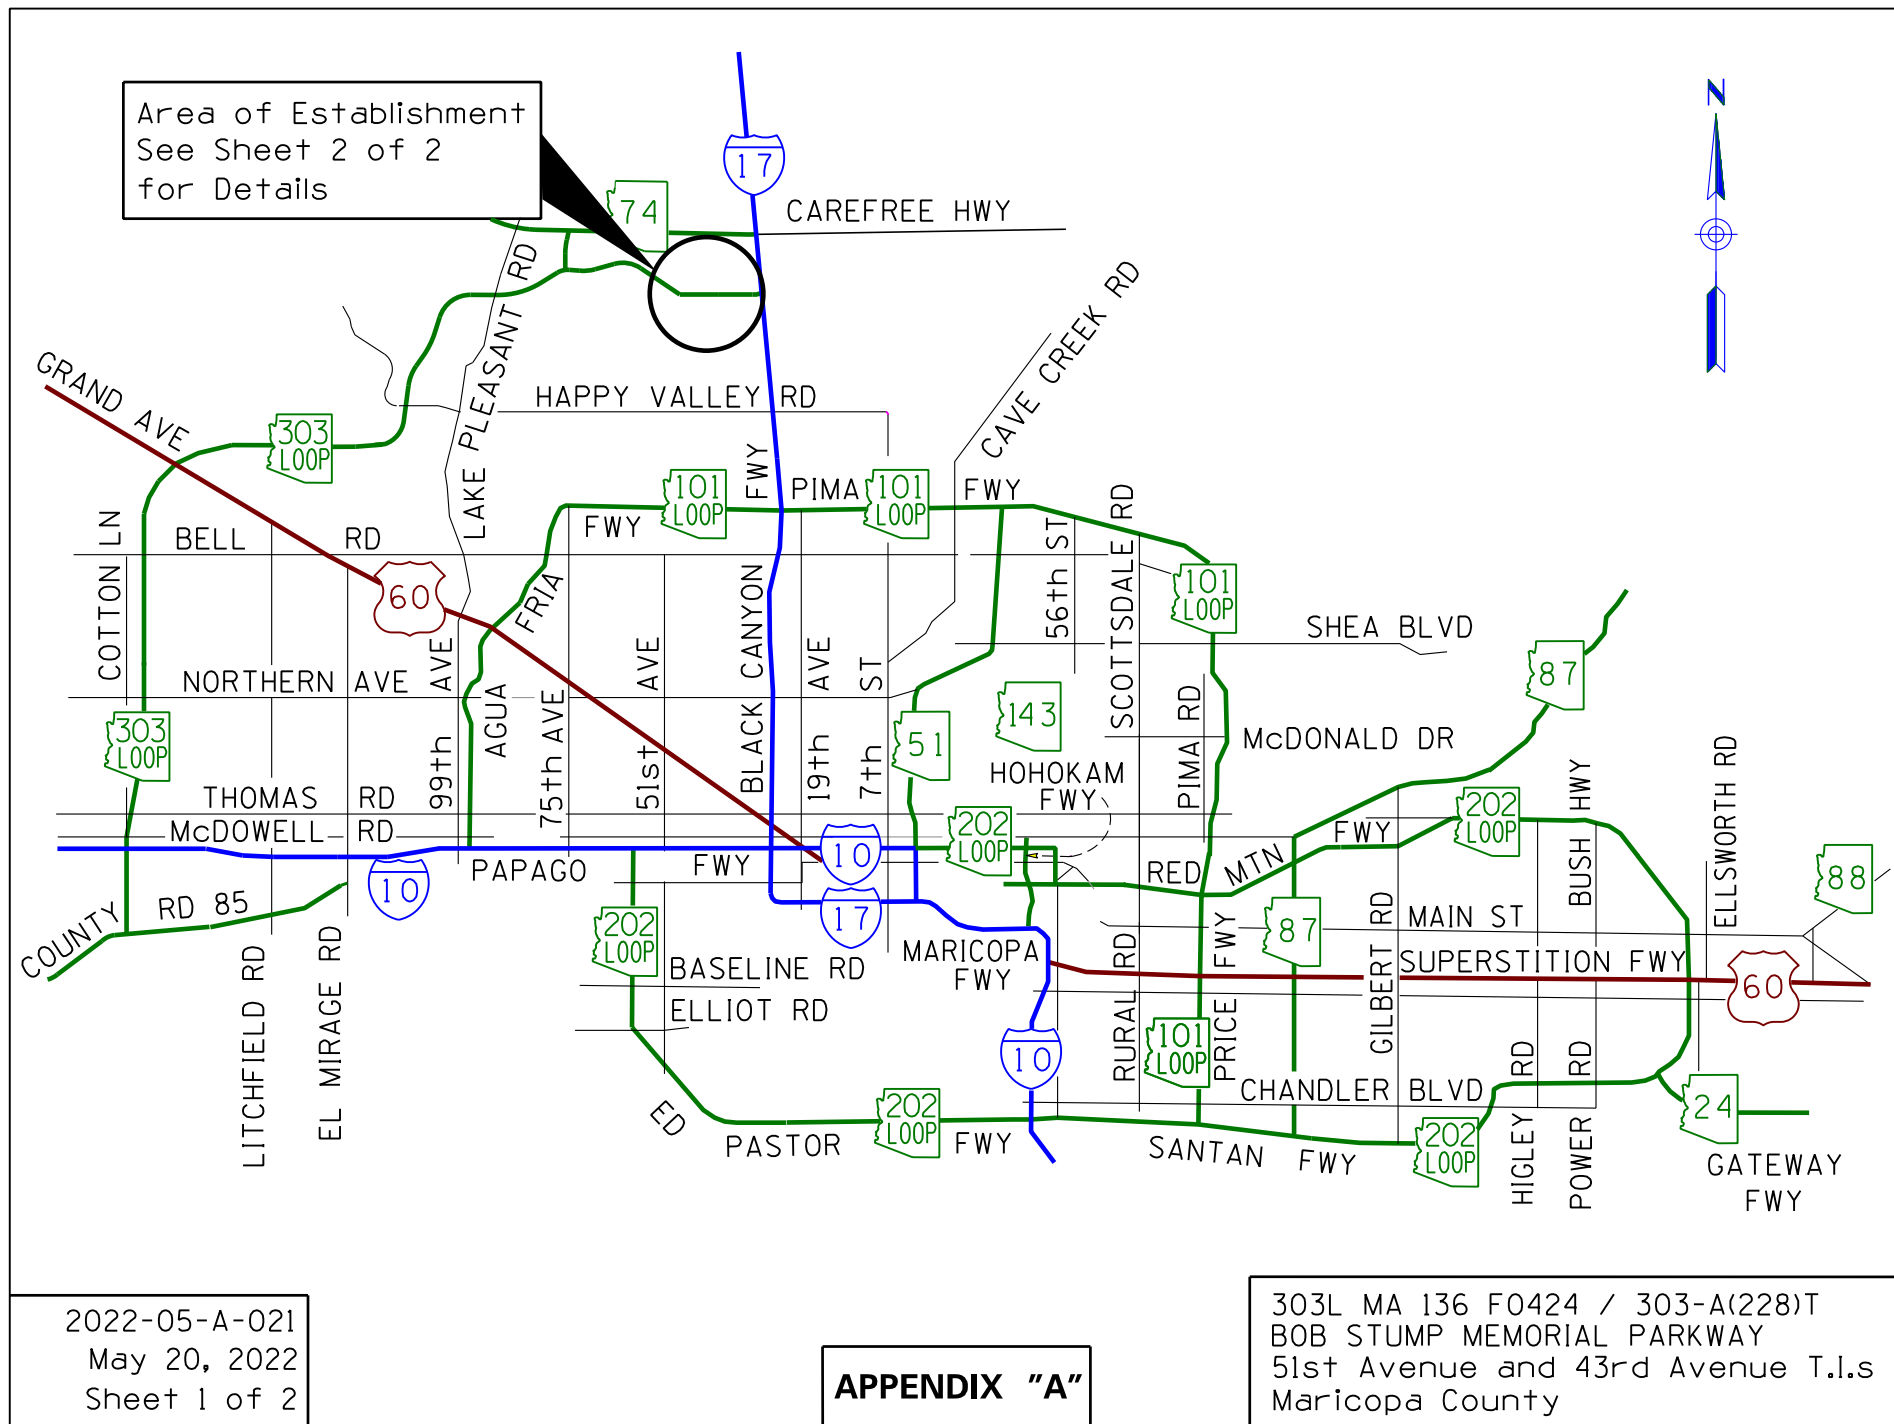 Area of Establishment
See Sheet 2 of 2
for Details
N
17
74
CAREFREE HWY
LAKE PLEASANT RD
CAVE CREEK RD
GRAND AVE
HAPPY VALLEY RD
303
LOOP
101
LOOP
FWY
PIMA
101
LOOP
FWY
FWY
COTTON LN
BELL RD
56th ST
SCOTTSDALE RD
101
LOOP
60
AGUA FRIA
BLACK CANYON
SHEA BLVD
87
NORTHERN AVE
99th AVE
75th AVE
51st AVE
19th AVE
7th ST
143
51
PIMA RD
McDONALD DR
303
LOOP
HOHOKAM
FWY
THOMAS RD
McDOWELL RD
202
LOOP
FWY
202
LOOP
BUSH HWY
ELLSWORTH RD
PAPAGO
FWY
10
10
RED MTN
88
COUNTY RD 85
17
202
LOOP
MARICOPA
FWY
87
MAIN ST
SUPERSTITION FWY
60
BASELINE RD
ELLIOT RD
LITCHFIELD RD
EL MIRAGE RD
10
RURAL RD
101
LOOP
PRICE FWY
GILBERT RD
CHANDLER BLVD
HIGLEY RD
POWER RD
24
GATEWAY
FWY
ED
PASTOR
202
LOOP
FWY
SANTAN FWY
202
LOOP
2022-05-A-021
May 20, 2022
Sheet 1 of 2
APPENDIX "A"
303L MA 136 F0424 / 303-A(228)T
BOB STUMP MEMORIAL PARKWAY
51st Avenue and 43rd Avenue T.I.s
Maricopa County